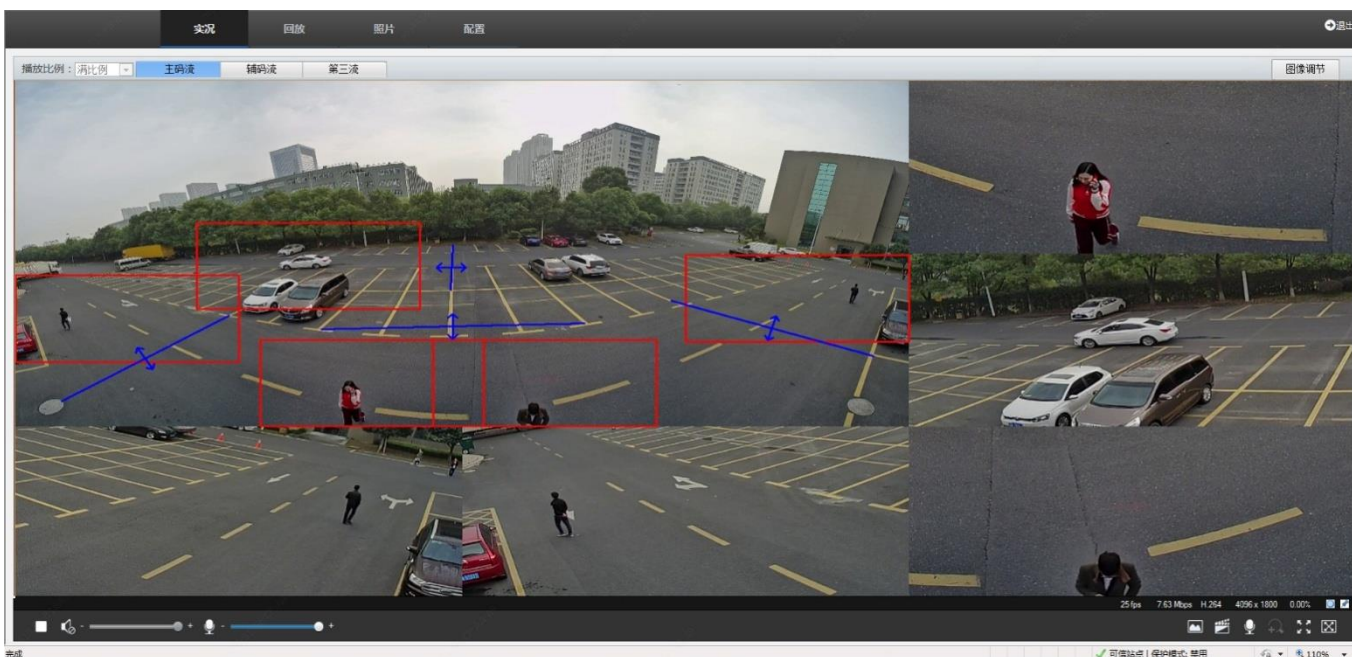 实况 回放 照片 配置 退出
播放比例： 满比例 主码流 辅码流 第三流 图像调节
25 fps 7.63 Mbps H.264 4096 x 1800 0.00%
- + - +
完成 可信站点 | 保护模式: 禁用 110%